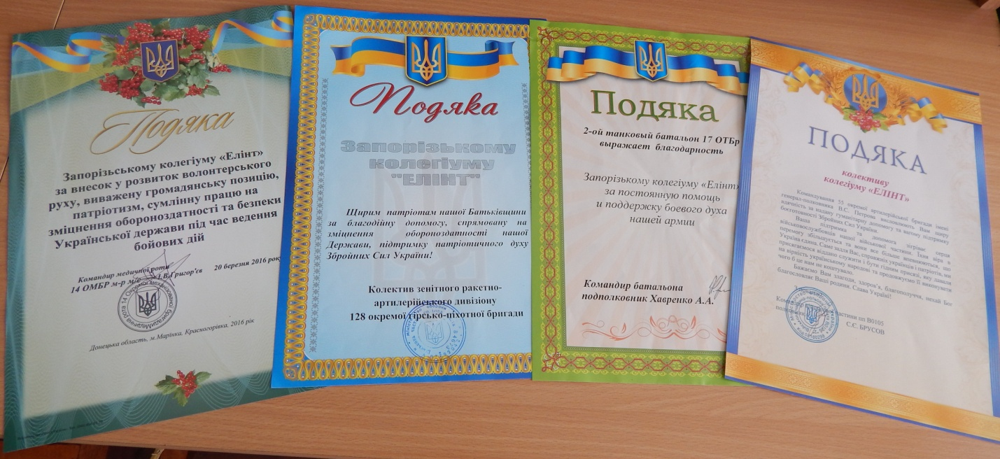 Подяка
Запорізьському колегіуму «Елінт»
за внесок у розвиток волонтерського
руху, виважену громадянську позицію,
патріотизм, сумлінну працю на
зміцнення обороноздатності та безпеки
Української держави під час ведення
бойових дій
Командир медичної роти
14 ОМБР м-р м/с І.В.Григор'єв 20 березня 2016 року
Донецька область, м.Марінка, Красногорівка, 2016 рік
Подяка
Запорізькому
колегіуму
"ЕЛІНТ"
Щирим патріотам нашої Батьківщини
за благодійну допомогу, спрямовану на
зміцнення обороноздатності нашої
Держави, підтримку патріотичного духу
Збройних Сил України!
Колектив зенітного ракетно-
артилерійського дивізіону
128 окремої гірсько-піхотної бригади
Подяка
2-ой танковый батальон 17 ОТБр
выражает благодарность
Запорізькому колегіуму «Елінт»
за постоянную помощь
и поддержку боевого духа
нашей армии
Командир батальона
подполковник Хавренко А.А.
ПОДЯКА
колективу
колегіуму «ЕЛІНТ»
Командування 55 окремої артилерійської бригади імені
генерал-полковника В.С. Петрова висловлюють Вам щиру
вдячність за надану гуманітарну допомогу та вагому підтримку
боєготовності Збройних Сил України.
Ваша підтримка та допомога зігріває серця
військовослужбовців нашої військової частини. Їхня віра в
перемогу збільшується та вони все більше впевнюються, що
Україна єдина. Саме задля Вас, справжніх українців і патріотів, ми
присягаємося віддано служити і бути гідним присязі, яку давали
на вірність українському народові та продовжуємо її виконувати
чого б це нам не коштувало.
Бажаємо Вам злагоди, здоров'я, благополуччя, нехай Бог
благословляє Ваші родини. Слава Україні!
Командир частини пп В0105
С.Є. БРУСОВ